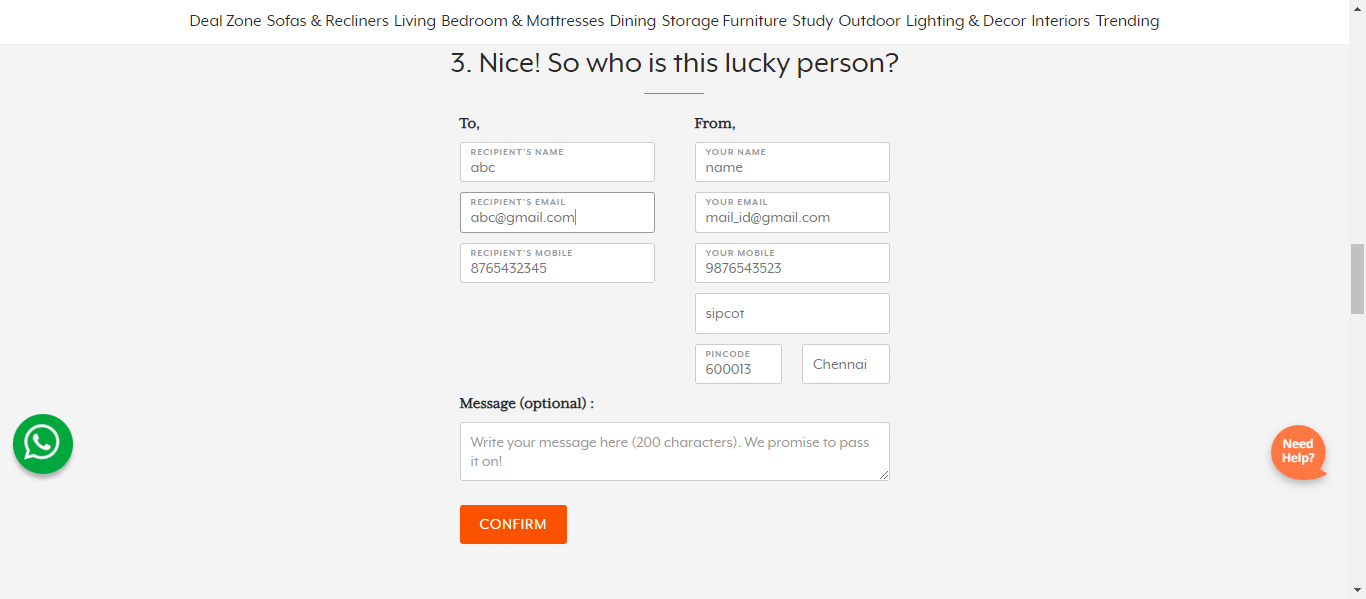 Deal Zone Sofas & Recliners Living Bedroom & Mattresses Dining Storage Furniture Study Outdoor Lighting & Decor Interiors Trending
3. Nice! So who is this lucky person?
To,
RECIPIENT'S NAME
abc
RECIPIENT'S EMAIL
abc@gmail.com
RECIPIENT'S MOBILE
8765432345
From,
YOUR NAME
name
YOUR EMAIL
mail_id@gmail.com
YOUR MOBILE
9876543523
sipcot
PINCODE
600013
Chennai
Message (optional) :
Write your message here (200 characters). We promise to pass
it on!
CONFIRM
Need
Help?